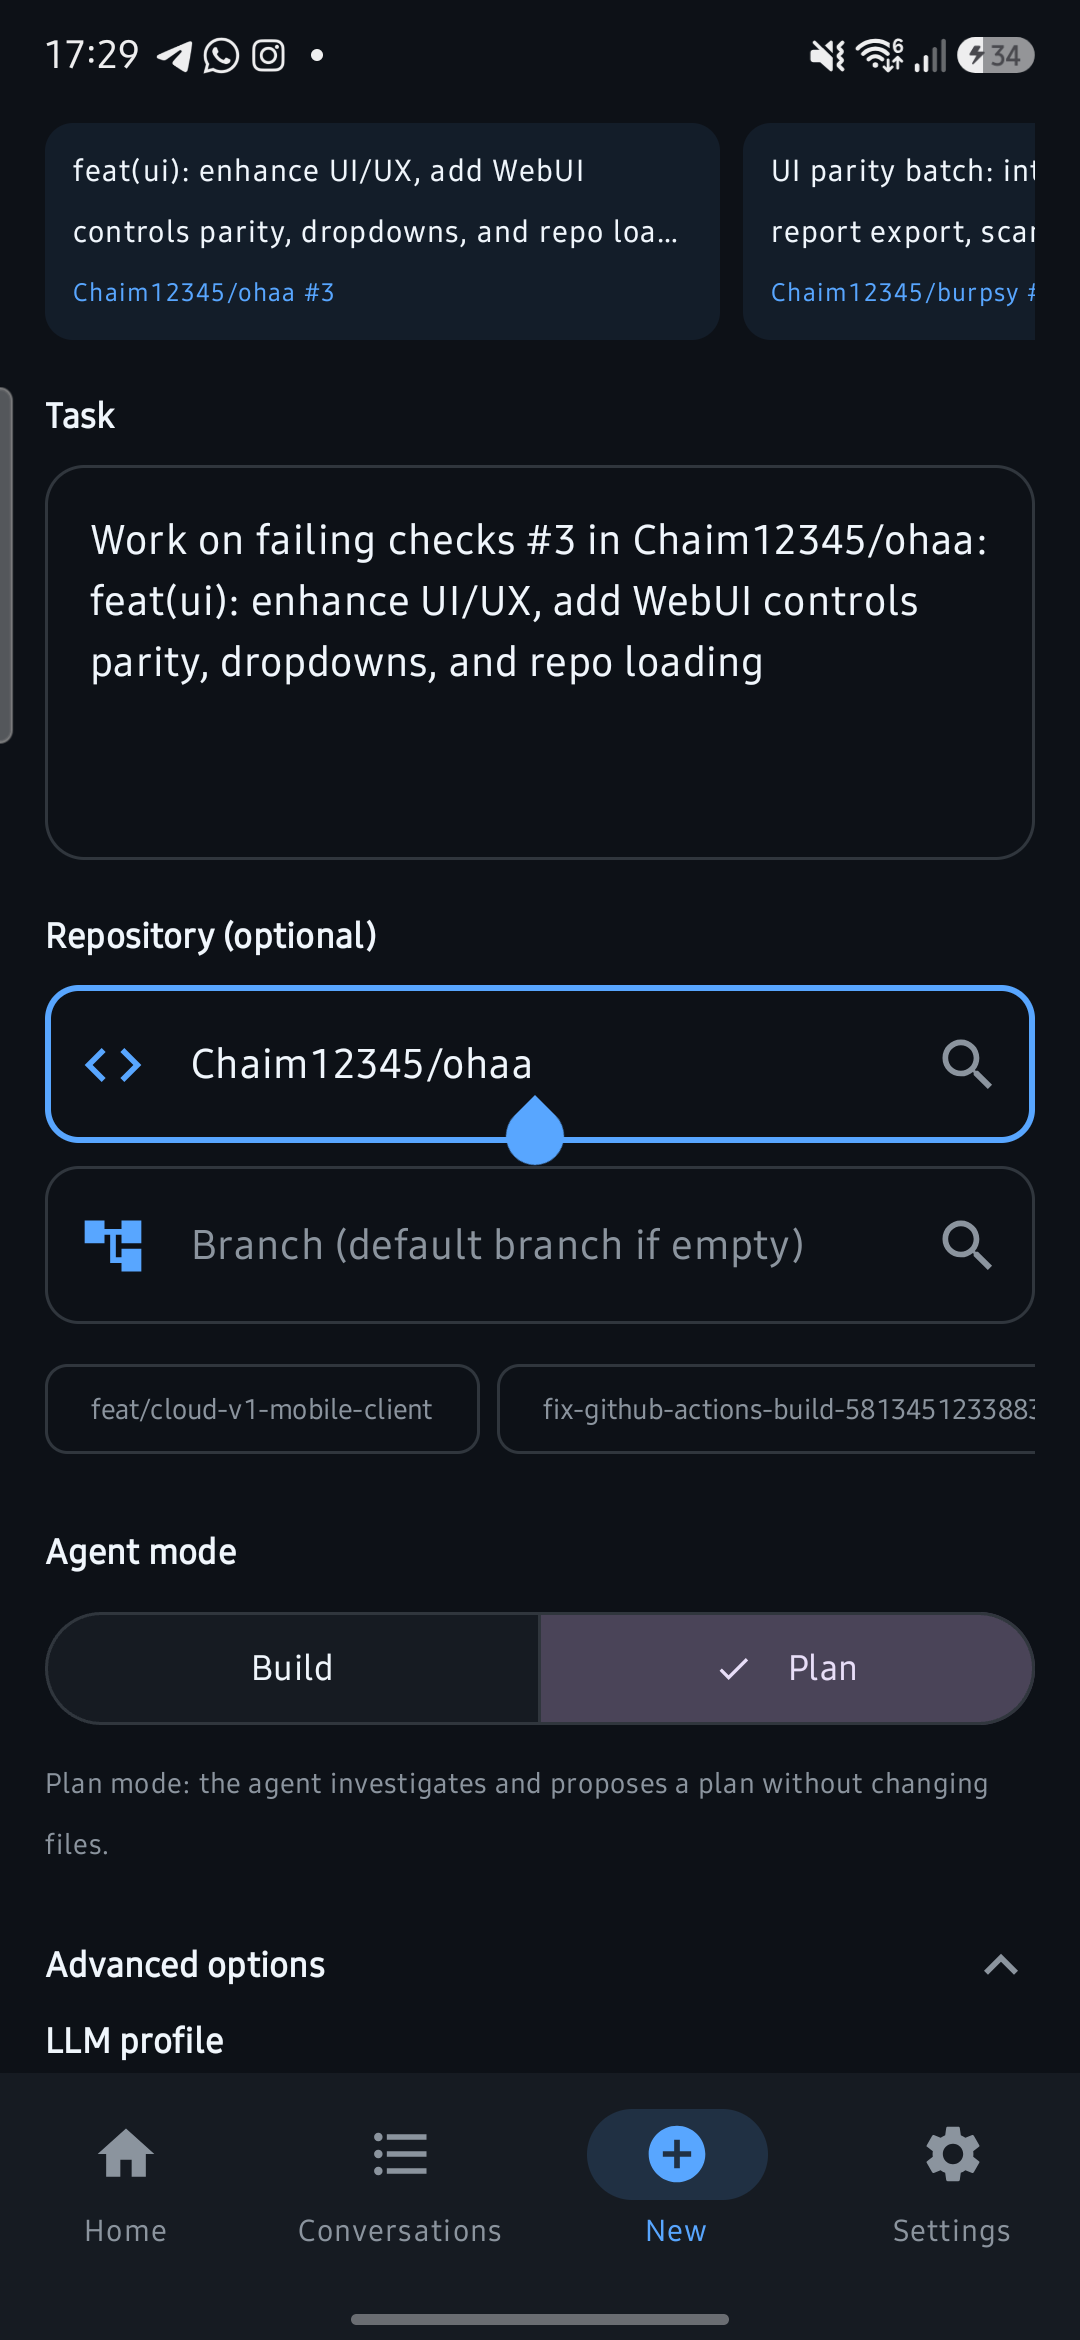 17:29
6
34
feat(ui): enhance UI/UX, add WebUI
controls parity, dropdowns, and repo loa...
Chaim12345/ohaa #3
UI parity batch:
report export,
Chaim12345/burpsy #
Task
Work on failing checks #3 in Chaim12345/ohaa:
feat(ui): enhance UI/UX, add WebUI controls
parity, dropdowns, and repo loading
Repository (optional)
Chaim12345/ohaa
Branch (default branch if empty)
feat/cloud-v1-mobile-client
fix-github-actions-build-581345123388
Agent mode
Build
Plan
Plan mode: the agent investigates and proposes a plan without changing
files.
Advanced options
LLM profile
Home
Conversations
New
Settings